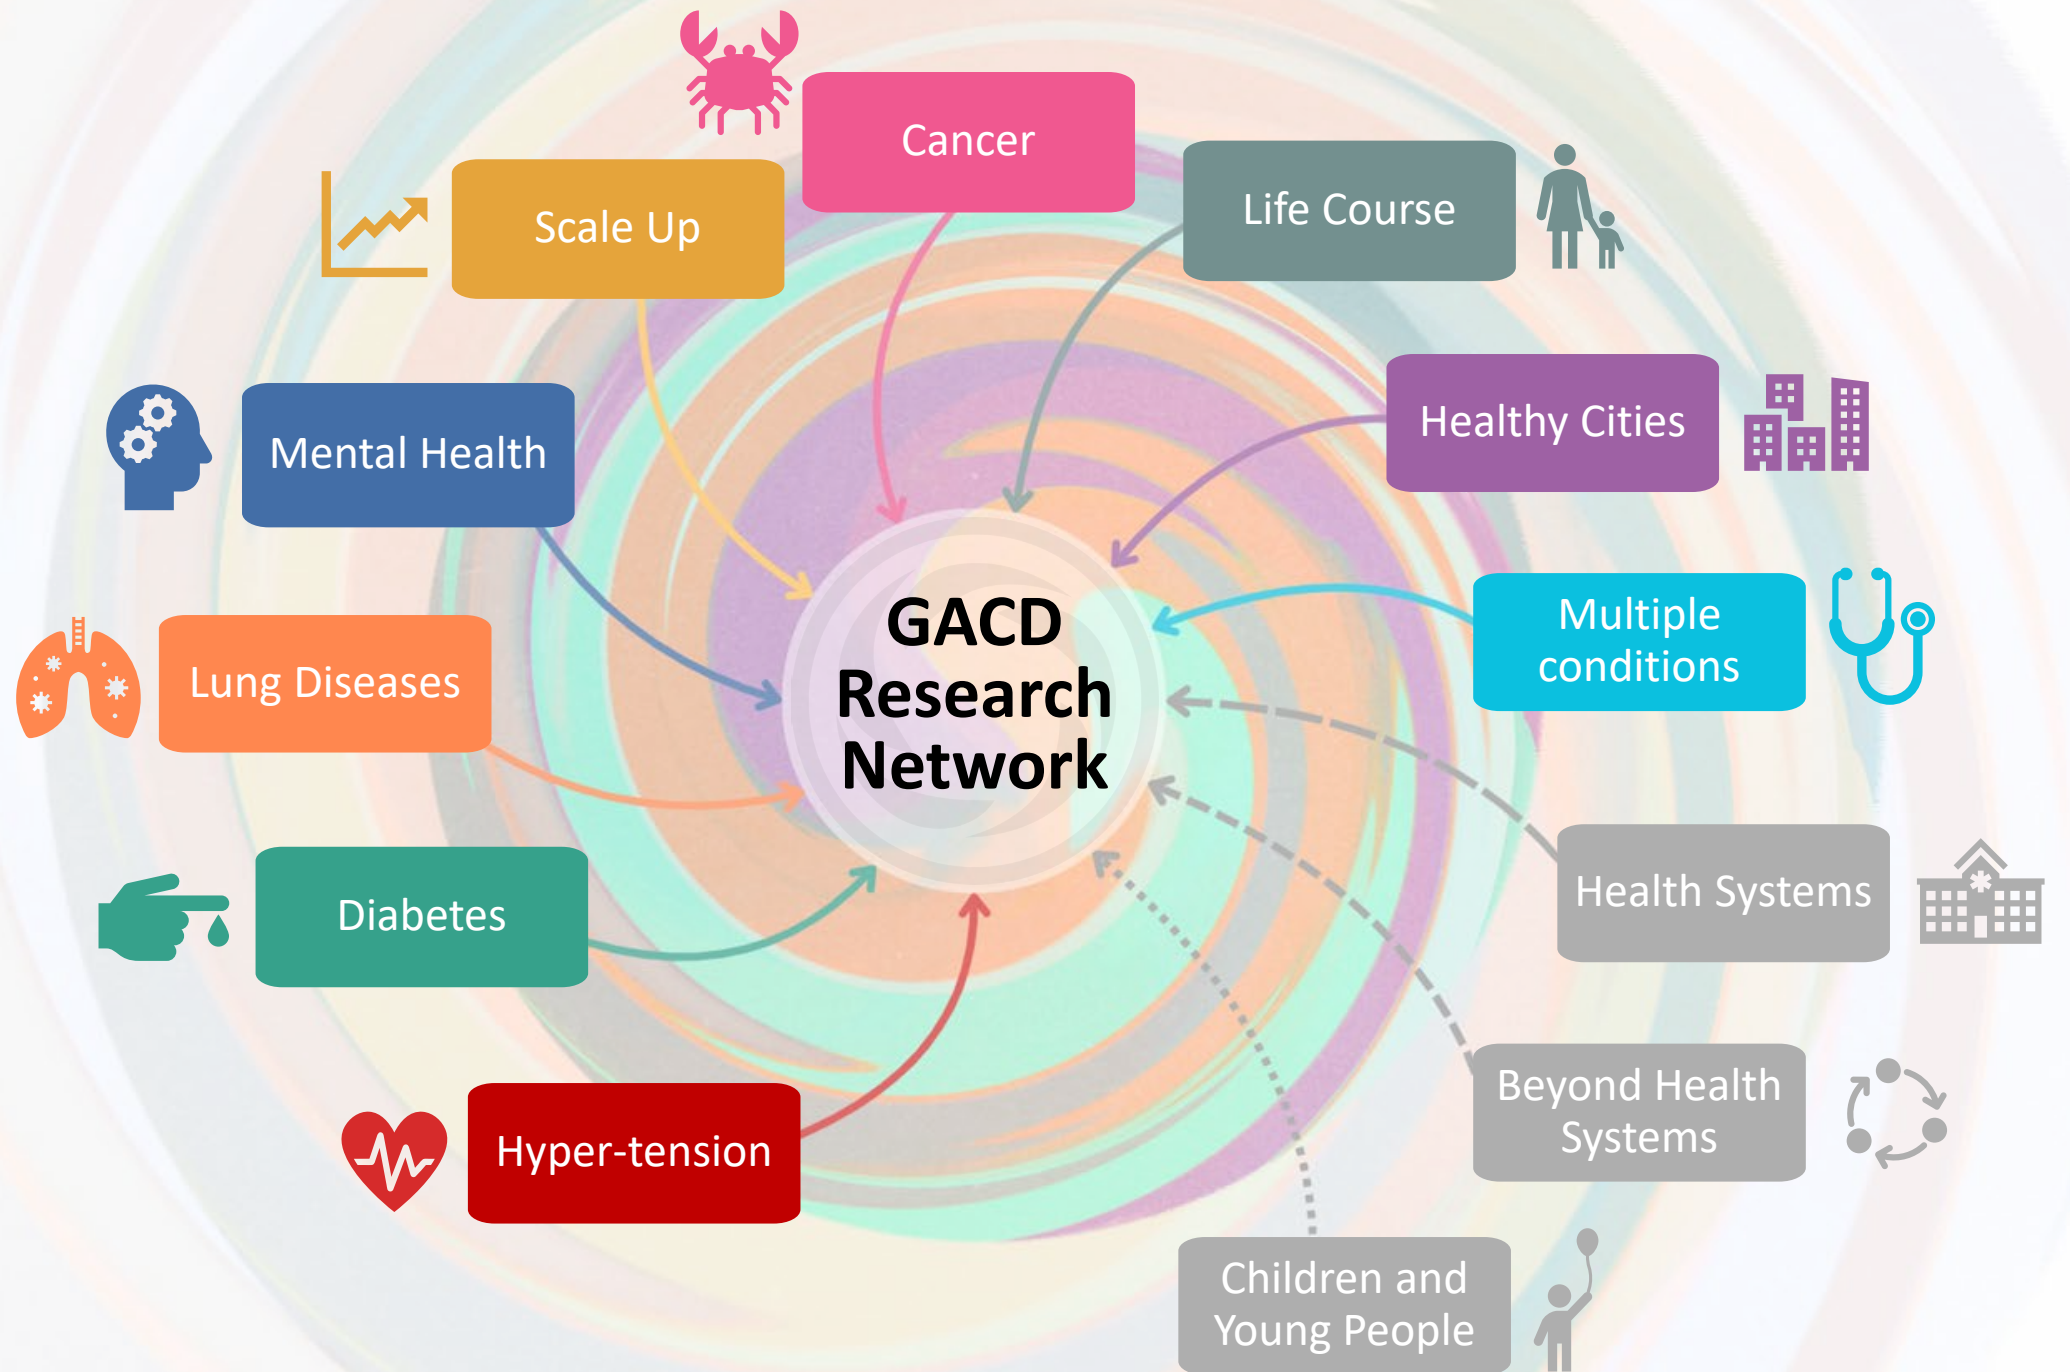 Cancer
Life Course
Scale Up
Healthy Cities
Mental Health
Multiple
conditions
GACD
Research
Network
Lung Diseases
Health Systems
Diabetes
Beyond Health
Systems
Hyper-tension
Children and
Young People